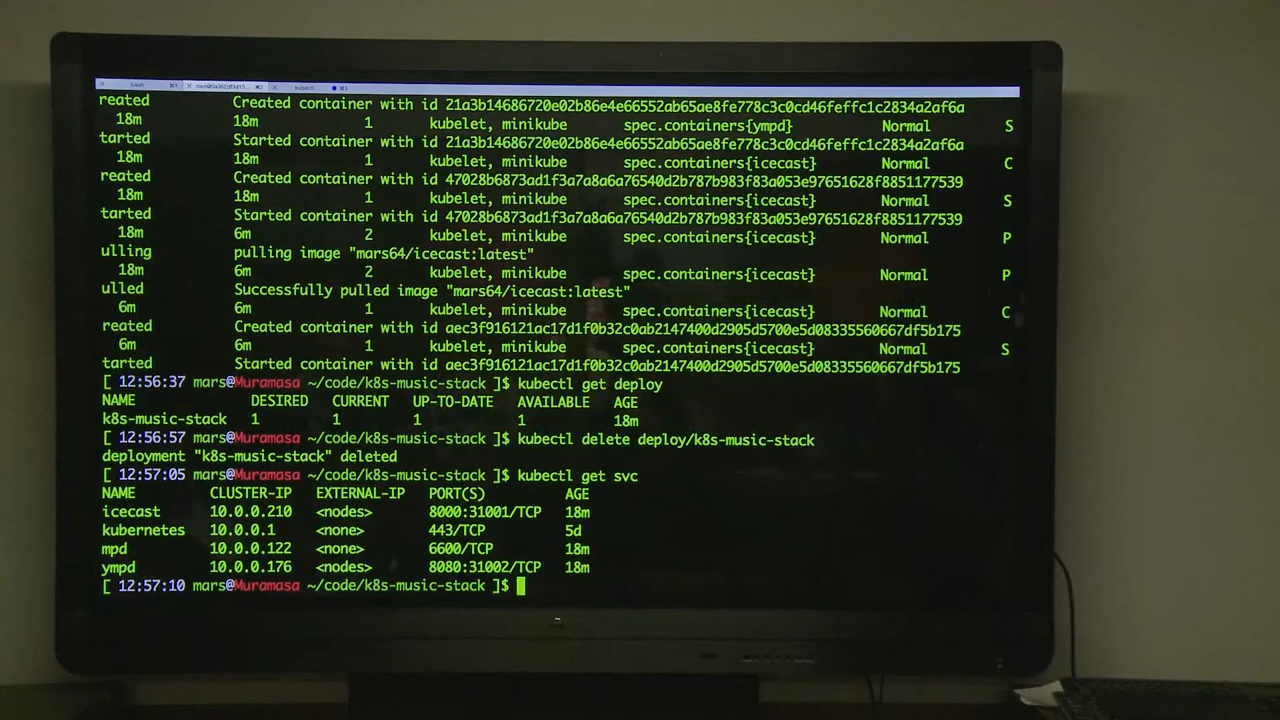 bash ⌘1 ⌘2 kubectl ⌘3
reated Created container with id 21a3b14686720e02b86e4e66552ab65ae8fe778c3c0cd46feffc1c2834a2af6a
18m 18m 1 kubelet, minikube spec.containers{ympd} Normal S
tarted Started container with id 21a3b14686720e02b86e4e66552ab65ae8fe778c3c0cd46feffc1c2834a2af6a
18m 18m 1 kubelet, minikube spec.containers{icecast} Normal C
reated Created container with id 47028b6873ad1f3a7a8a6a76540d2b787b983f83a053e97651628f8851177539
18m 18m 1 kubelet, minikube spec.containers{icecast} Normal S
tarted Started container with id 47028b6873ad1f3a7a8a6a76540d2b787b983f83a053e97651628f8851177539
18m 6m 2 kubelet, minikube spec.containers{icecast} Normal P
ulling pulling image "mars64/icecast:latest"
18m 6m 2 kubelet, minikube spec.containers{icecast} Normal P
ulled Successfully pulled image "mars64/icecast:latest"
6m 6m 1 kubelet, minikube spec.containers{icecast} Normal C
reated Created container with id aec3f916121ac17d1f0b32c0ab2147400d2905d5700e5d08335560667df5b175
6m 6m 1 kubelet, minikube spec.containers{icecast} Normal S
tarted Started container with id aec3f916121ac17d1f0b32c0ab2147400d2905d5700e5d08335560667df5b175
[ 12:56:37 mars@Muramasa ~/code/k8s-music-stack ]$ kubectl get deploy
NAME DESIRED CURRENT UP-TO-DATE AVAILABLE AGE
k8s-music-stack 1 1 1 1 18m
[ 12:56:57 mars@Muramasa ~/code/k8s-music-stack ]$ kubectl delete deploy/k8s-music-stack
deployment "k8s-music-stack" deleted
[ 12:57:05 mars@Muramasa ~/code/k8s-music-stack ]$ kubectl get svc
NAME CLUSTER-IP EXTERNAL-IP PORT(S) AGE
icecast 10.0.0.210 <nodes> 8000:31001/TCP 18m
kubernetes 10.0.0.1 <none> 443/TCP 5d
mpd 10.0.0.122 <none> 6600/TCP 18m
ympd 10.0.0.176 <nodes> 8080:31002/TCP 18m
[ 12:57:10 mars@Muramasa ~/code/k8s-music-stack ]$